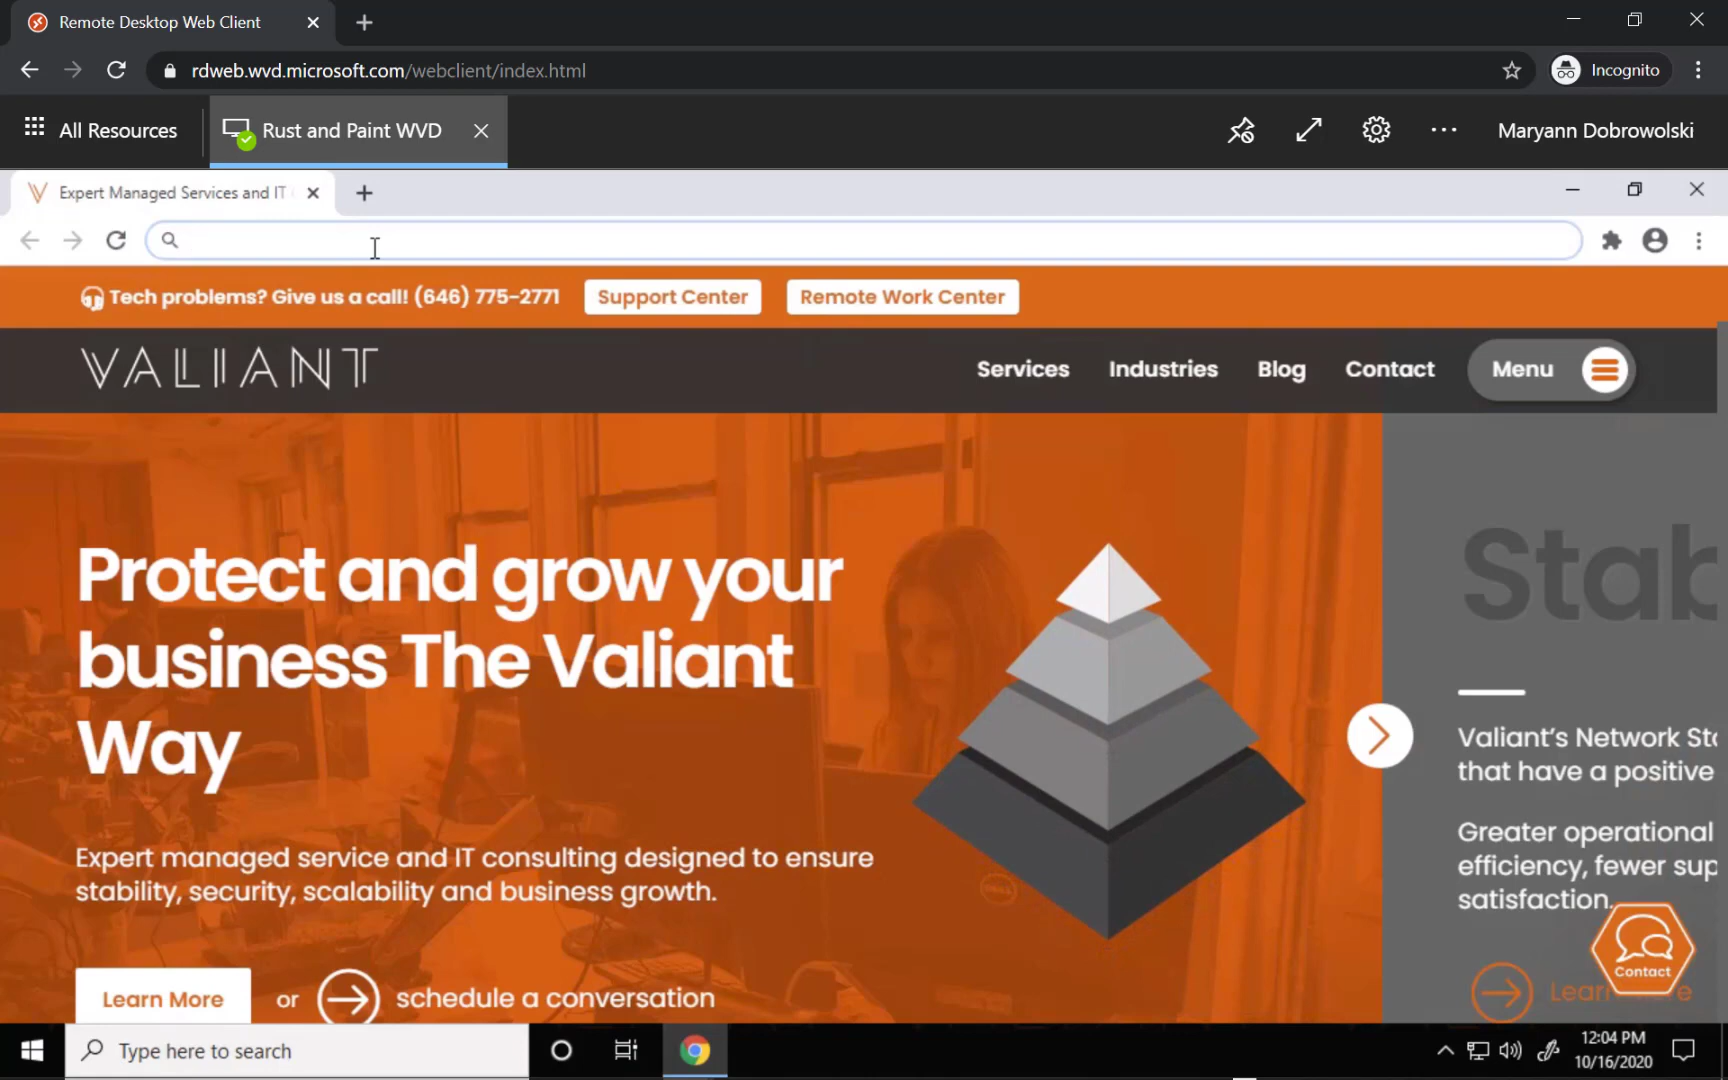 Remote Desktop Web Client
rdweb.wvd.microsoft.com/webclient/index.html
Incognito
All Resources
Rust and Paint WVD
Maryann Dobrowolski
Expert Managed Services and IT
Tech problems? Give us a call! (646) 775-2771
Support Center
Remote Work Center
VALIANT
Services
Industries
Blog
Contact
Menu
Protect and grow your
business The Valiant
Way
Expert managed service and IT consulting designed to ensure
stability, security, scalability and business growth.
Learn More
or
schedule a conversation
Stab
Valiant's Network Sta
that have a positive
Greater operational
efficiency, fewer sup
satisfaction.
Contact
Type here to search
12:04 PM
10/16/2020